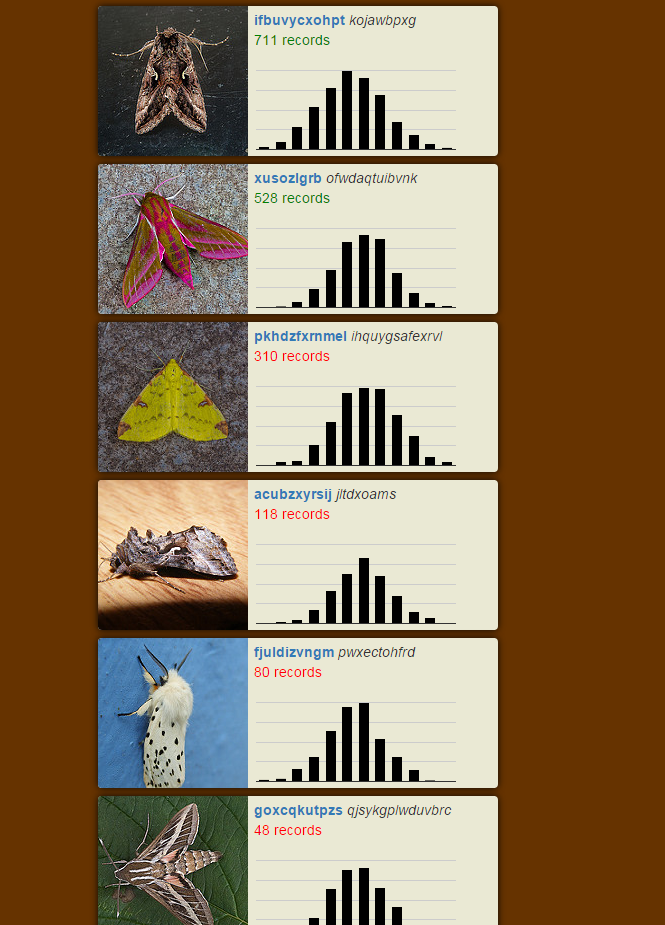 ifbuvycxohpt kojawbpxg
711 records
xusozlgrb ofwdaqtuibvnk
528 records
pkhdzfxrnmel ihquygsafexrvl
310 records
acubzxyrsij jltdxoams
118 records
fjuldizvngm pwxectohfrd
80 records
goxcqkutpzs qjsykgplwduvbrc
48 records